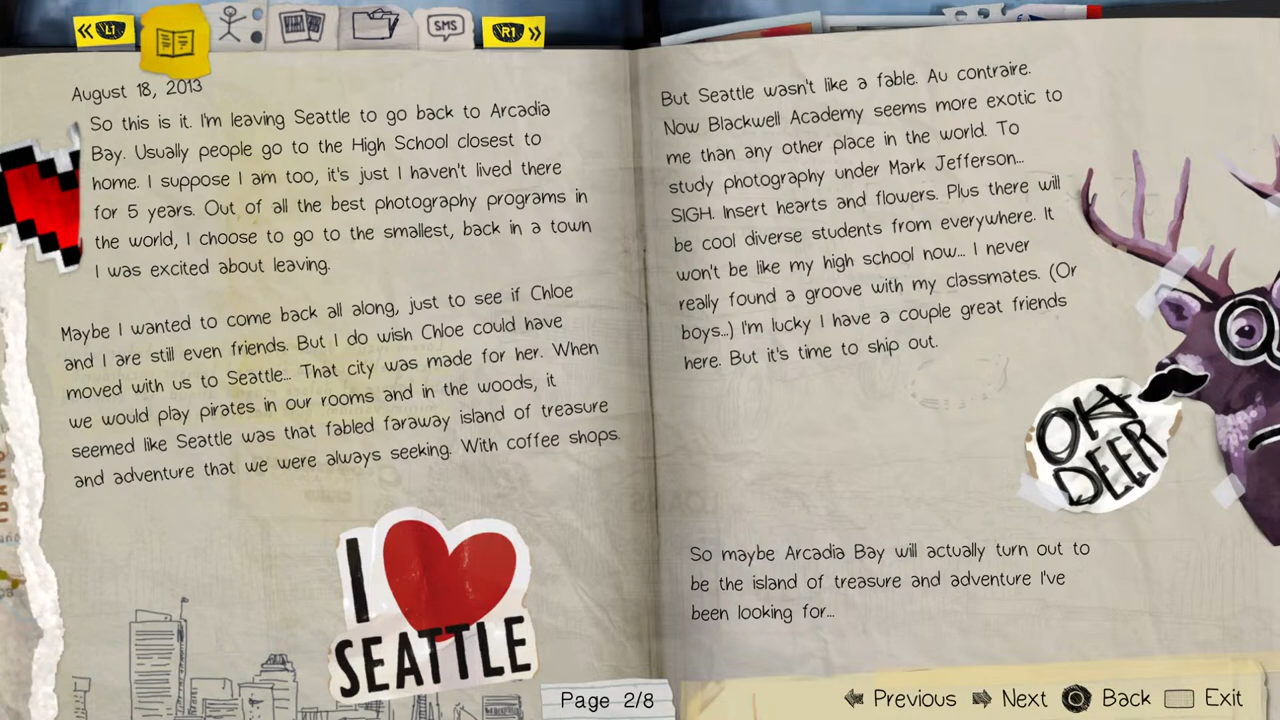 L1
SMS
R1
August 18, 2013
So this is it. I'm leaving Seattle to go back to Arcadia
Bay. Usually people go to the High School closest to
home. I suppose I am too, it's just I haven't lived there
for 5 years. Out of all the best photography programs in
the world, I choose to go to the smallest, back in a town
I was excited about leaving.
Maybe I wanted to come back all along, just to see if Chloe
and I are still even friends. But I do wish Chloe could have
moved with us to Seattle... That city was made for her. When
we would play pirates in our rooms and in the woods, it
seemed like Seattle was that fabled faraway island of treasure
and adventure that we were always seeking. With coffee shops.
I
SEATTLE
But Seattle wasn't like a fable. Au contraire.
Now Blackwell Academy seems more exotic to
me than any other place in the world. To
study photography under Mark Jefferson...
SIGH. Insert hearts and flowers. Plus there will
be cool diverse students from everywhere. It
won't be like my high school now... I never
really found a groove with my classmates. (Or
boys...) I'm lucky I have a couple great friends
here. But it's time to ship out.
OH
DEER
So maybe Arcadia Bay will actually turn out to
be the island of treasure and adventure I've
been looking for...
Page 2/8
Previous Next Back Exit